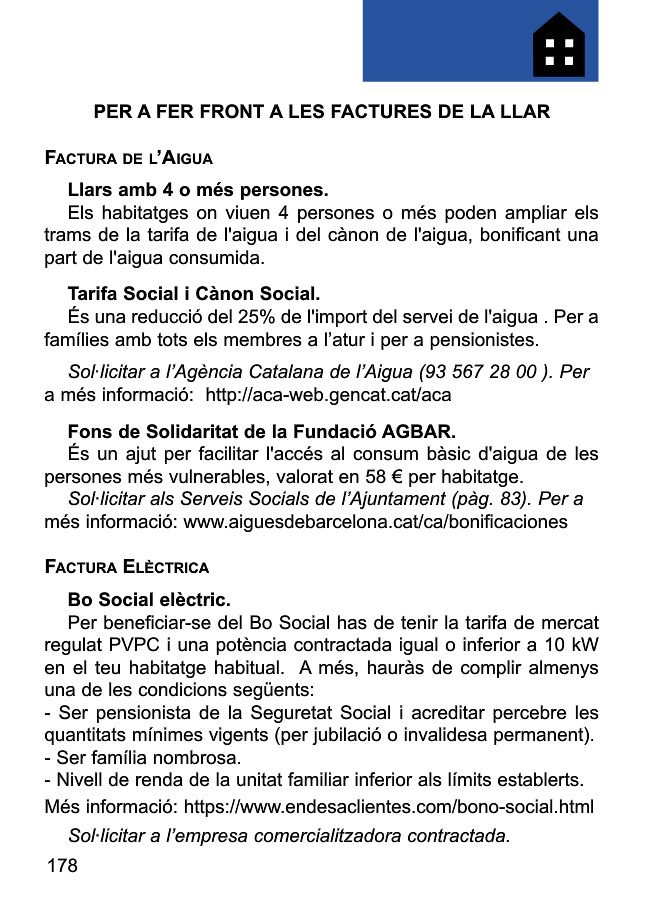 PER A FER FRONT A LES FACTURES DE LA LLAR
FACTURA DE L'AIGUA
Llars amb 4 o més persones.
Els habitatges on viuen 4 persones o més poden ampliar els
trams de la tarifa de l'aigua i del cànon de l'aigua, bonificant una
part de l'aigua consumida.
Tarifa Social i Cànon Social.
És una reducció del 25% de l'import del servei de l'aigua . Per a
famílies amb tots els membres a l’atur i per a pensionistes.
Sol·licitar a l’Agència Catalana de l’Aigua (93 567 28 00 ). Per
a més informació:  http://aca-web.gencat.cat/aca
Fons de Solidaritat de la Fundació AGBAR.
És un ajut per facilitar l'accés al consum bàsic d'aigua de les
persones més vulnerables, valorat en 58 € per habitatge.
Sol·licitar als Serveis Socials de l’Ajuntament (pàg. 83). Per a
més informació: www.aiguesdebarcelona.cat/ca/bonificaciones
FACTURA ELÈCTRICA
Bo Social elèctric.
Per beneficiar-se del Bo Social has de tenir la tarifa de mercat
regulat PVPC i una potència contractada igual o inferior a 10 kW
en el teu habitatge habitual.  A més, hauràs de complir almenys
una de les condicions següents:
- Ser pensionista de la Seguretat Social i acreditar percebre les
quantitats mínimes vigents (per jubilació o invalidesa permanent).
- Ser família nombrosa.
- Nivell de renda de la unitat familiar inferior als límits establerts.
Més informació: https://www.endesaclientes.com/bono-social.html
Sol·licitar a l’empresa comercialitzadora contractada.
178